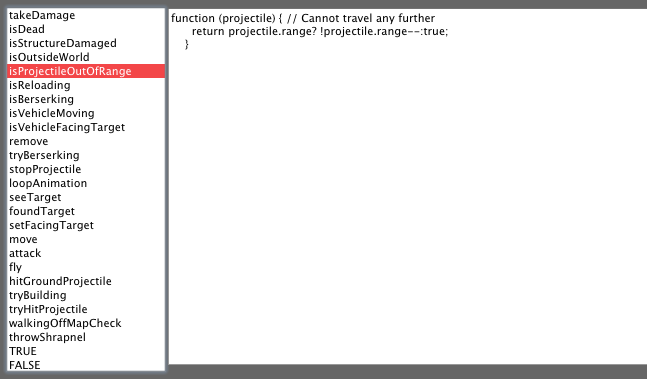 takeDamage
isDead
isStructureDamaged
isOutsideWorld
isProjectileOutOfRange
isReloading
isBerserking
isVehicleMoving
isVehicleFacingTarget
remove
tryBerserking
stopProjectile
loopAnimation
seeTarget
foundTarget
setFacingTarget
move
attack
fly
hitGroundProjectile
tryBuilding
tryHitProjectile
walkingOffMapCheck
throwShrapnel
TRUE
FALSE
function (projectile) { // Cannot travel any further
return projectile.range? !projectile.range--:true;
}